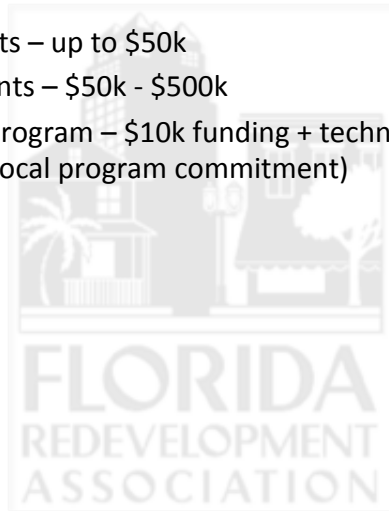 ts – up to $50k
nts – $50k - $500k
rogram – $10k funding + techn
ocal program commitment)
FLORIDA
REDEVELOPMENT
ASSOCIATION